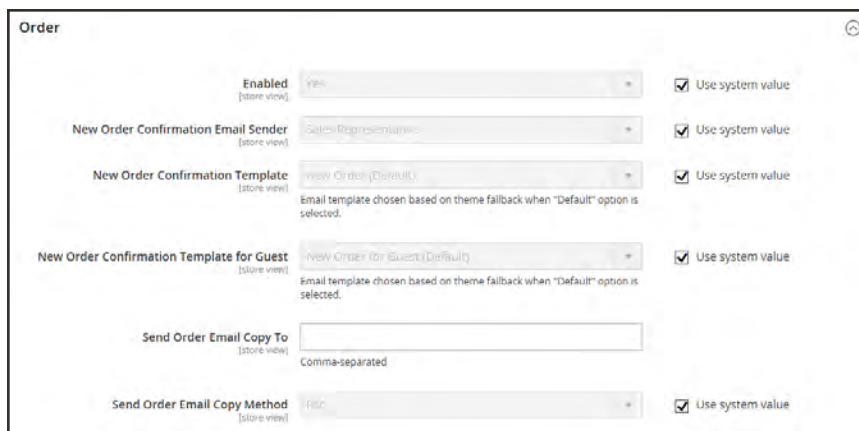 Order
Enabled
[store view]
Yes
Use system value
New Order Confirmation Email Sender
[store view]
Sales Representative
Use system value
New Order Confirmation Template
[store view]
New Order (Default)
Use system value
Email template chosen based on theme fallback when "Default" option is
selected.
New Order Confirmation Template for Guest
[store view]
New Order for Guest (Default)
Use system value
Email template chosen based on theme fallback when "Default" option is
selected.
Send Order Email Copy To
[store view]
Comma-separated
Send Order Email Copy Method
[store view]
Bcc
Use system value